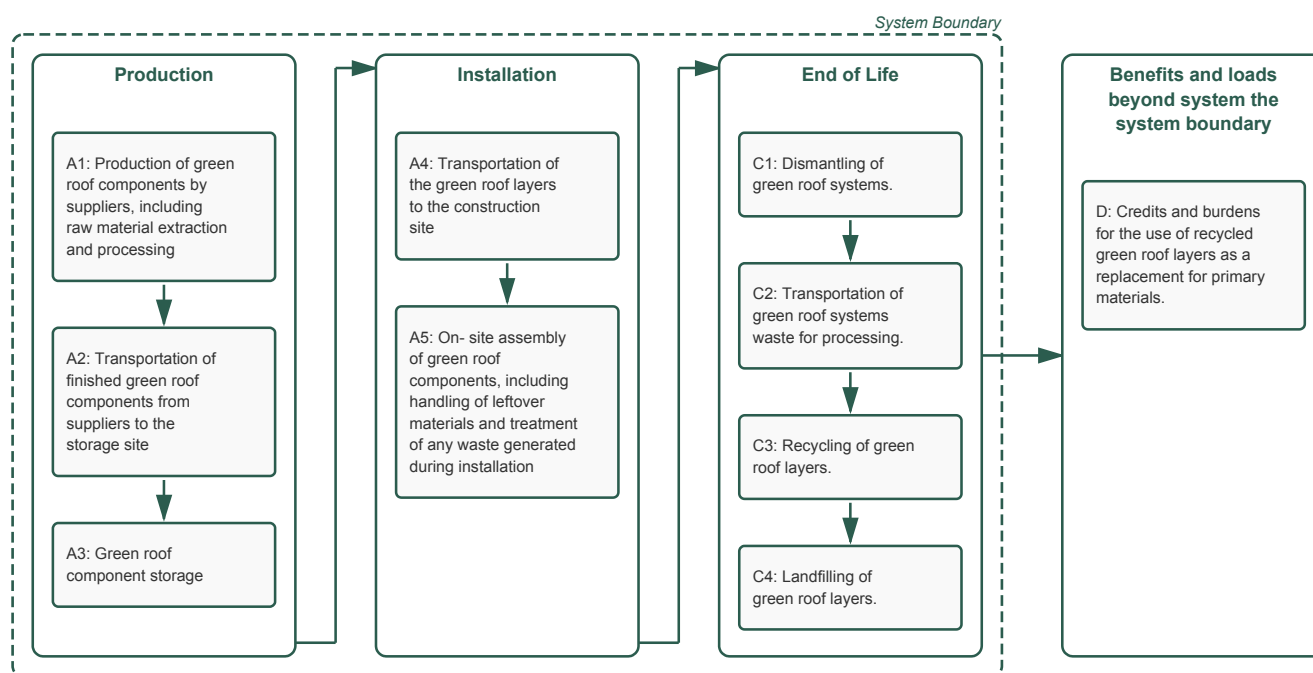 System Boundary
Production
A1: Production of green
roof components by
suppliers, including
raw material extraction
and processing
A2: Transportation of
finished green roof
components from
suppliers to the
storage site
A3: Green roof
component storage
Installation
A4: Transportation of
the green roof layers
to the construction
site
A5: On- site assembly
of green roof
components, including
handling of leftover
materials and treatment
of any waste generated
during installation
End of Life
C1: Dismantling of
green roof systems.
C2: Transportation of
green roof systems
waste for processing.
C3: Recycling of green
roof layers.
C4: Landfilling of
green roof layers.
Benefits and loads
beyond system the
system boundary
D: Credits and burdens
for the use of recycled
green roof layers as a
replacement for primary
materials.